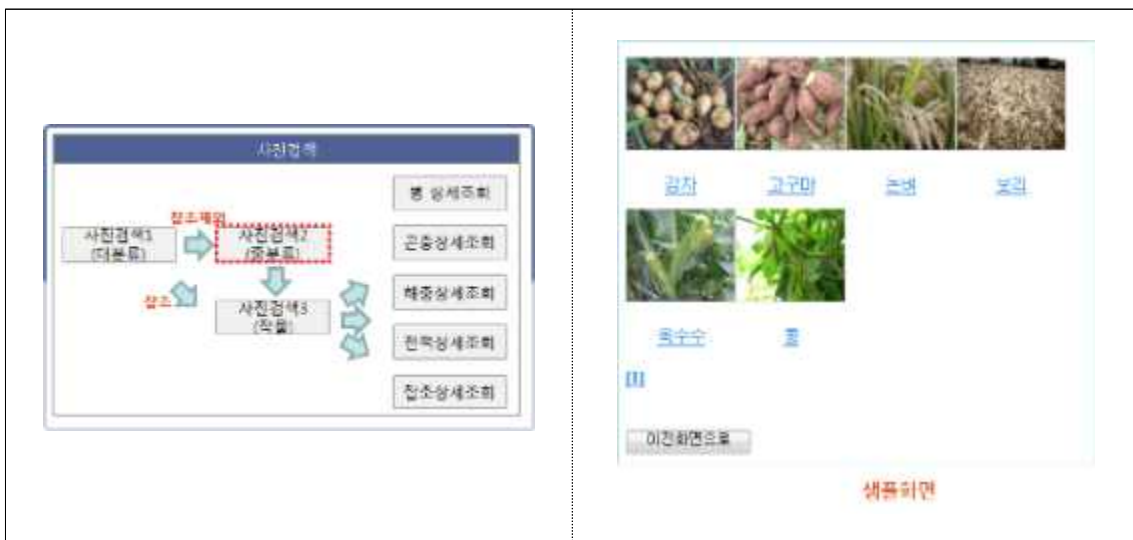 사진검색
병 상세조회
잡초제외
사진검색1
(대분류)
사진검색2
(중분류)
곤충상세조회
해충상세조회
잡초
사진검색3
(작물)
천적상세조회
잡초상세조회
감자 고구마 논벼 보리
옥수수 콩
[1]
이전화면으로
샘플화면